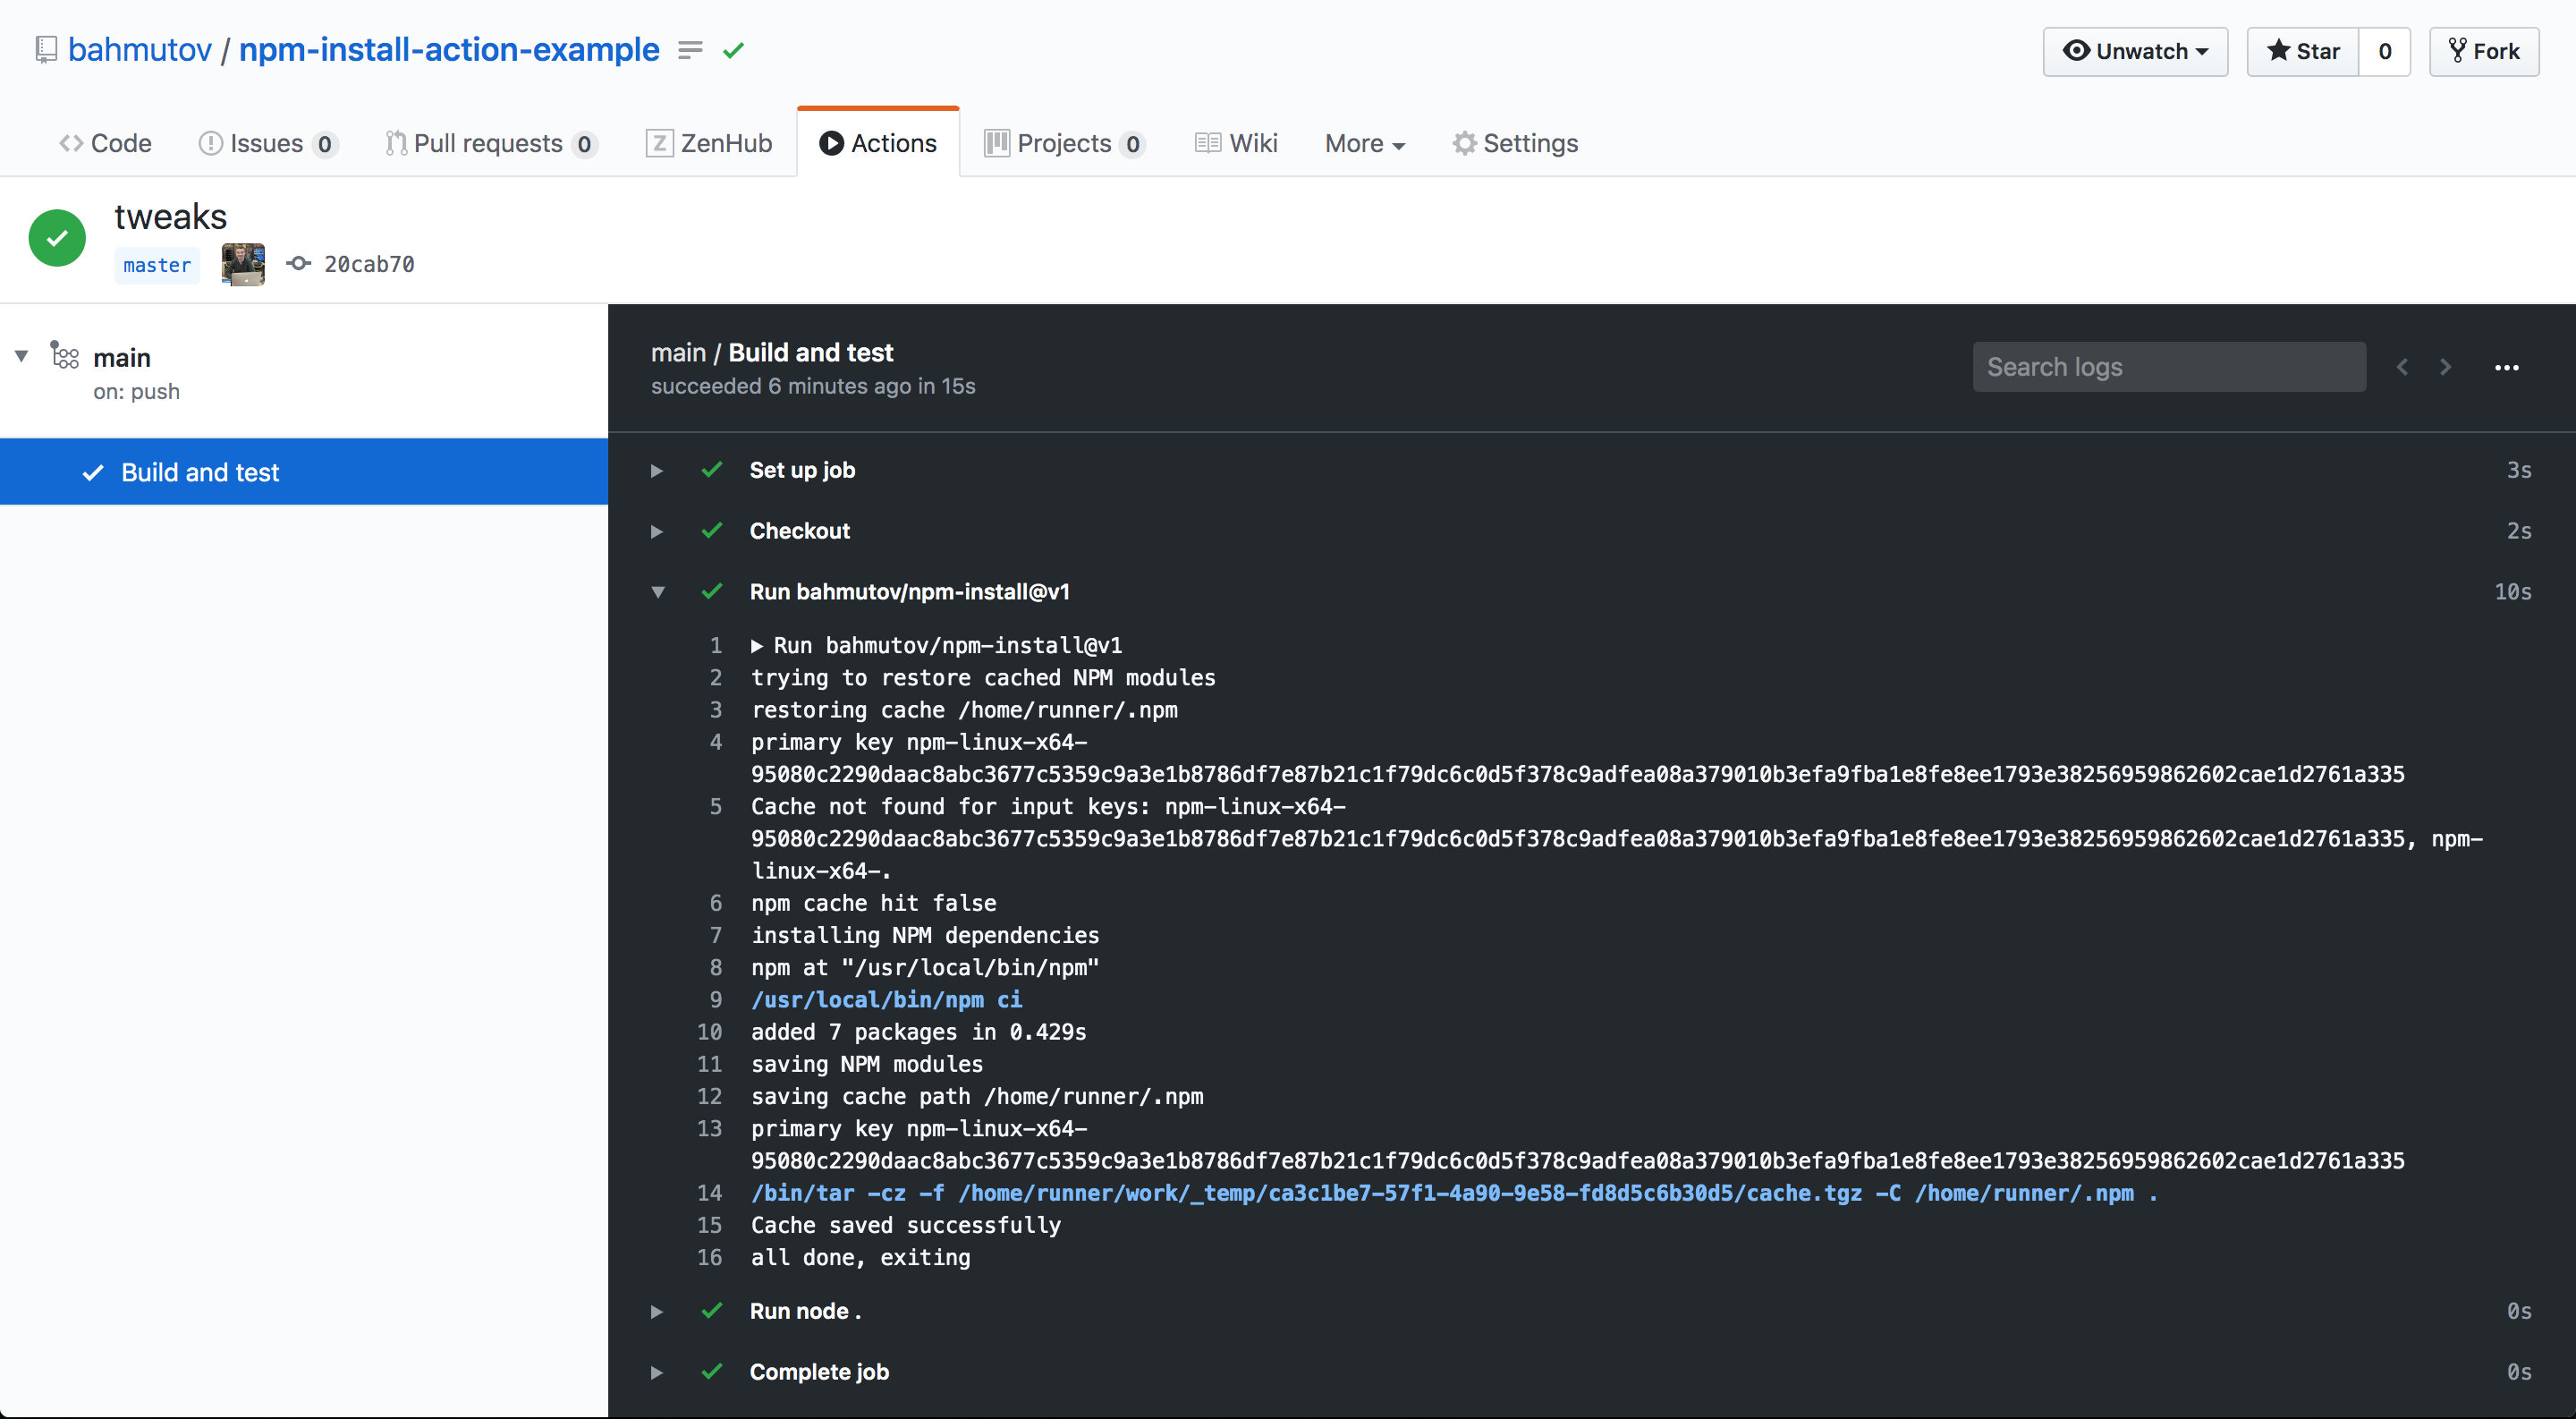 bahmutov / npm-install-action-example
Unwatch
Star 0
Fork
Code
Issues 0
Pull requests 0
ZenHub
Actions
Projects 0
Wiki
More
Settings
tweaks
master 20cab70
main
on: push
Build and test
main / Build and test
succeeded 6 minutes ago in 15s
Search logs
Set up job 3s
Checkout 2s
Run bahmutov/npm-install@v1 10s
1 Run bahmutov/npm-install@v1
2 trying to restore cached NPM modules
3 restoring cache /home/runner/.npm
4 primary key npm-linux-x64-
95080c2290daac8abc3677c5359c9a3e1b8786df7e87b21c1f79dc6c0d5f378c9adfea08a379010b3efa9fba1e8fe8ee1793e38256959862602cae1d2761a335
5 Cache not found for input keys: npm-linux-x64-
95080c2290daac8abc3677c5359c9a3e1b8786df7e87b21c1f79dc6c0d5f378c9adfea08a379010b3efa9fba1e8fe8ee1793e38256959862602cae1d2761a335, npm-
linux-x64-.
6 npm cache hit false
7 installing NPM dependencies
8 npm at "/usr/local/bin/npm"
9 /usr/local/bin/npm ci
10 added 7 packages in 0.429s
11 saving NPM modules
12 saving cache path /home/runner/.npm
13 primary key npm-linux-x64-
95080c2290daac8abc3677c5359c9a3e1b8786df7e87b21c1f79dc6c0d5f378c9adfea08a379010b3efa9fba1e8fe8ee1793e38256959862602cae1d2761a335
14 /bin/tar -cz -f /home/runner/work/_temp/ca3c1be7-57f1-4a90-9e58-fd8d5c6b30d5/cache.tgz -C /home/runner/.npm .
15 Cache saved successfully
16 all done, exiting
Run node . 0s
Complete job 0s